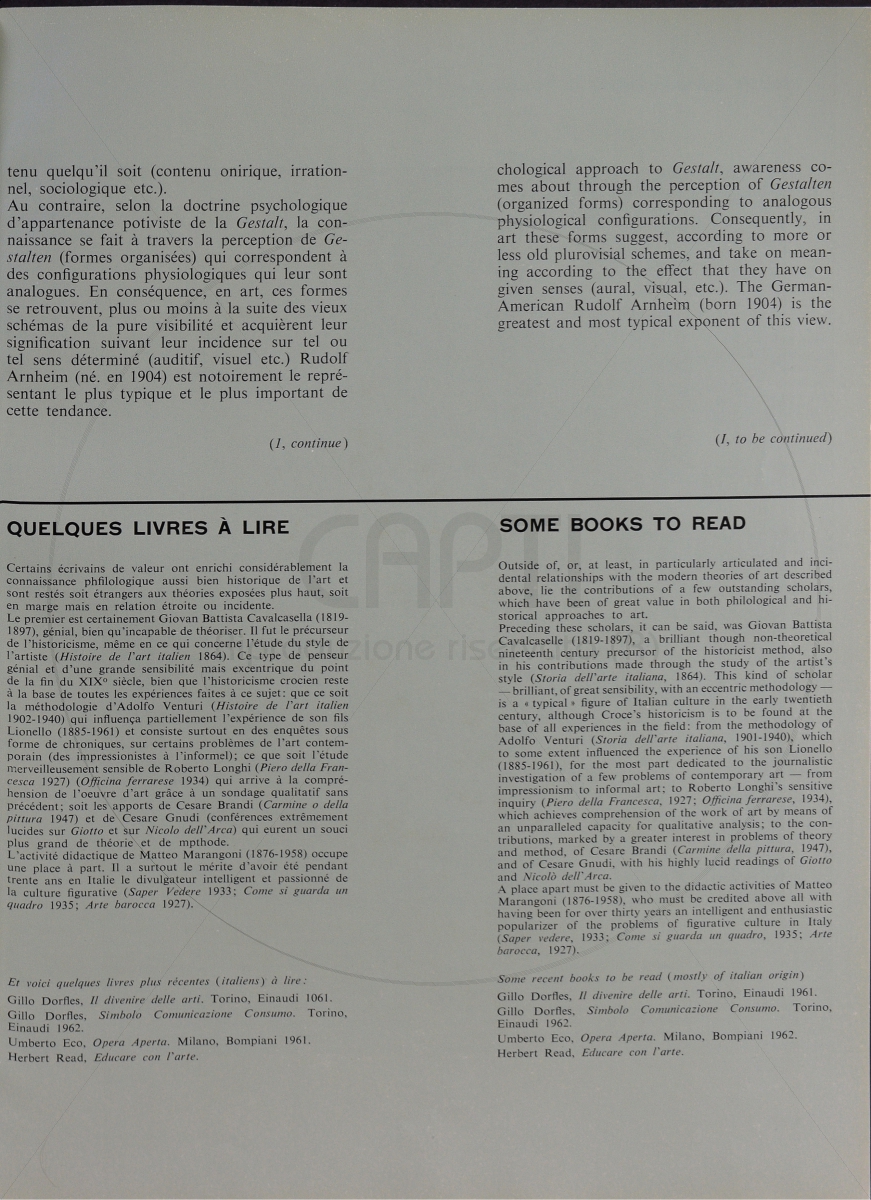 tenu quelqu'il soit (contenu onirique, irration-
nel, sociologique etc.).
Au contraire, selon la doctrine psychologique
d'appartenance potiviste de la Gestalt, la con-
naissance se fait à travers la perception de Ge-
stalten (formes organisées) qui correspondent à
des configurations physiologiques qui leur sont
analogues. En conséquence, en art, ces formes
se retrouvent, plus ou moins à la suite des vieux
schémas de la pure visibilité et acquièrent leur
signification suivant leur incidence sur tel ou
tel sens déterminé (auditif, visuel etc.) Rudolf
Arnheim (né. en 1904) est notoirement le repré-
sentant le plus typique et le plus important de
cette tendance.
(1, continue)
QUELQUES LIVRES À LIRE
Certains écrivains de valeur ont enrichi considérablement la
connaissance phfilologique aussi bien historique de l'art et
sont restés soit étrangers aux théories exposées plus haut, soit
en marge mais en relation étroite ou incidente.
Le premier est certainement Giovan Battista Cavalcasella (1819-
1897), génial, bien qu'incapable de théoriser. Il fut le précurseur
de l'historicisme, même en ce qui concerne l'étude du style de
l'artiste (Histoire de l'art italien 1864). Ce type de penseur
génial et d'une grande sensibilité mais excentrique du point
de la fin du XIXº siècle, bien que l'historicisme crocien reste
à la base de toutes les expériences faites à ce sujet: que ce soit
la méthodologie d'Adolfo Venturi (Histoire de l'art italien
1902-1940) qui influença partiellement l'expérience de son fils
Lionello (1885-1961) et consiste surtout en des enquêtes sous
forme de chroniques, sur certains problèmes de l'art contem-
porain (des impressionistes à l'informel); ce que soit l'étude
merveilleusement sensible de Roberto Longhi (Piero della Fran-
cesca 1927) (Officina ferrarese 1934) qui arrive à la compré-
hension de l'oeuvre d'art grâce à un sondage qualitatif sans
précédent; soit les apports de Cesare Brandi (Carmine o della
pittura 1947) et de Cesare Gnudi (conférences extrêmement
lucides sur Giotto et sur Nicolo dell'Arca) qui eurent un souci
plus grand de théorie et de mpthode.
L'activité didactique de Matteo Marangoni (1876-1958) occupe
une place à part. Il a surtout le mérite d'avoir été pendant
trente ans en Italie le divulgateur intelligent et passionné de
la culture figurative (Saper Vedere 1933; Come si guarda un
quadro 1935; Arte barocca 1927).
Et voici quelques livres plus récentes (italiens) à lire:
Gillo Dorfles, Il divenire delle arti. Torino, Einaudi 1061.
Gillo Dorfles, Simbolo Comunicazione Consumo. Torino,
Einaudi 1962.
Umberto Eco, Opera Aperta. Milano, Bompiani 1961.
Herbert Read, Educare con l'arte.
chological approach to Gestalt, awareness co-
mes about through the perception of Gestalten
(organized forms) corresponding to analogous
physiological configurations. Consequently, in
art these forms suggest, according to more or
less old plurovisial schemes, and take on mean-
ing according to the effect that they have on
given senses (aural, visual, etc.). The German-
American Rudolf Arnheim (born 1904) is the
greatest and most typical exponent of this view.
(I, to be continued)
SOME BOOKS TO READ
Outside of, or, at least, in particularly articulated and inci-
dental relationships with the modern theories of art described
above, lie the contributions of a few outstanding scholars,
which have been of great value in both philological and hi-
storical approaches to art.
Preceding these scholars, it can be said, was Giovan Battista
Cavalcaselle (1819-1897), a brilliant though non-theoretical
nineteenth century precursor of the historicist method, also
in his contributions made through the study of the artist's
style (Storia dell'arte italiana, 1864). This kind of scholar
— brilliant, of great sensibility, with an eccentric methodology —
is a « typical » figure of Italian culture in the early twentieth
century, although Croce's historicism is to be found at the
base of all experiences in the field: from the methodology of
Adolfo Venturi (Storia dell'arte italiana, 1901-1940), which
to some extent influenced the experience of his son Lionello
(1885-1961), for the most part dedicated to the journalistic
investigation of a few problems of contemporary art — from
impressionism to informal art; to Roberto Longhi's sensitive
inquiry (Piero della Francesca, 1927; Officina ferrarese, 1934),
which achieves comprehension of the work of art by means of
an unparalleled capacity for qualitative analysis; to the con-
tributions, marked by a greater interest in problems of theory
and method, of Cesare Brandi (Carmine della pittura, 1947),
and of Cesare Gnudi, with his highly lucid readings of Giotto
and Nicolò dell'Arca.
A place apart must be given to the didactic activities of Matteo
Marangoni (1876-1958), who must be credited above all with
having been for over thirty years an intelligent and enthusiastic
popularizer of the problems of figurative culture in Italy
(Saper vedere, 1933; Come si guarda un quadro, 1935; Arte
barocca, 1927).
Some recent books to be read (mostly of italian origin)
Gillo Dorfles, Il divenire delle arti. Torino, Einaudi 1961.
Gillo Dorfles, Simbolo Comunicazione Consumo. Torino,
Einaudi 1962.
Umberto Eco, Opera Aperta. Milano, Bompiani 1962.
Herbert Read, Educare con l'arte.